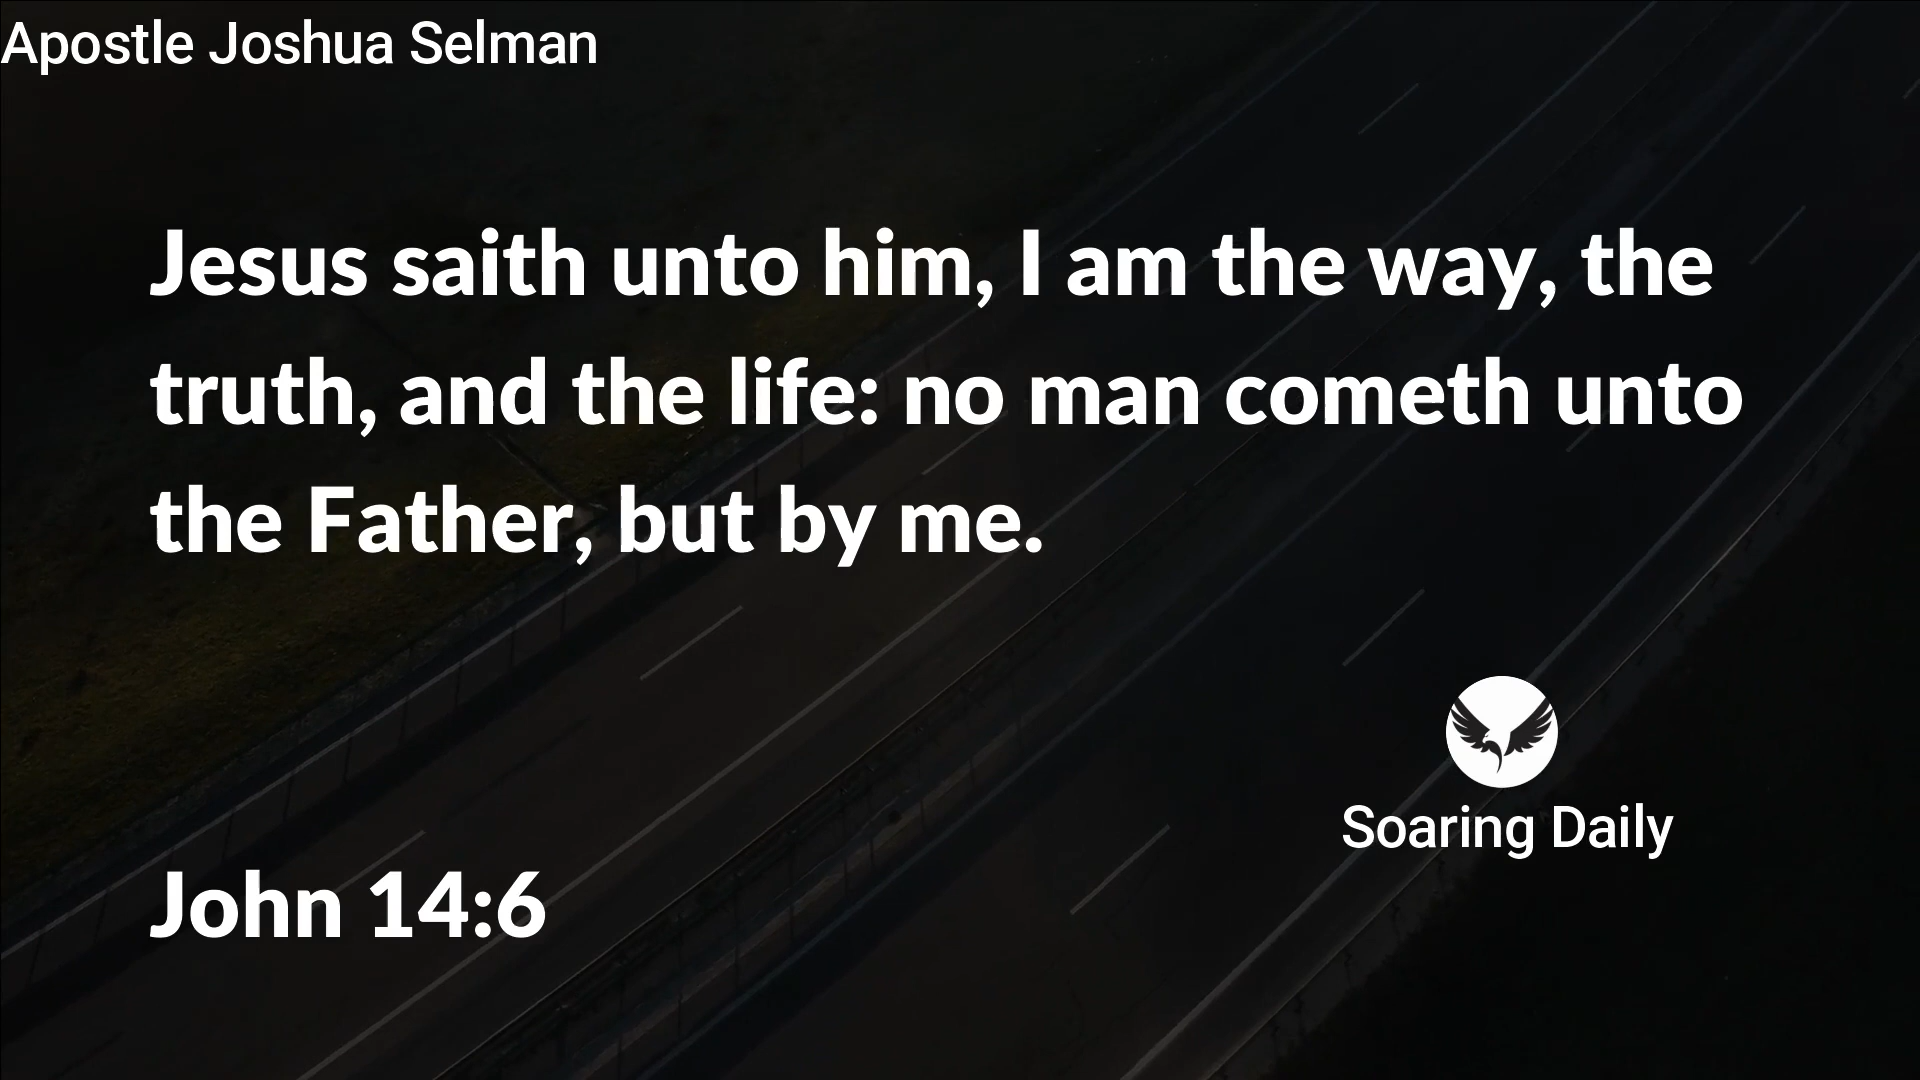 Apostle Joshua Selman
Jesus saith unto him, I am the way, the
truth, and the life: no man cometh unto
the Father, but by me.
Soaring Daily
John 14:6